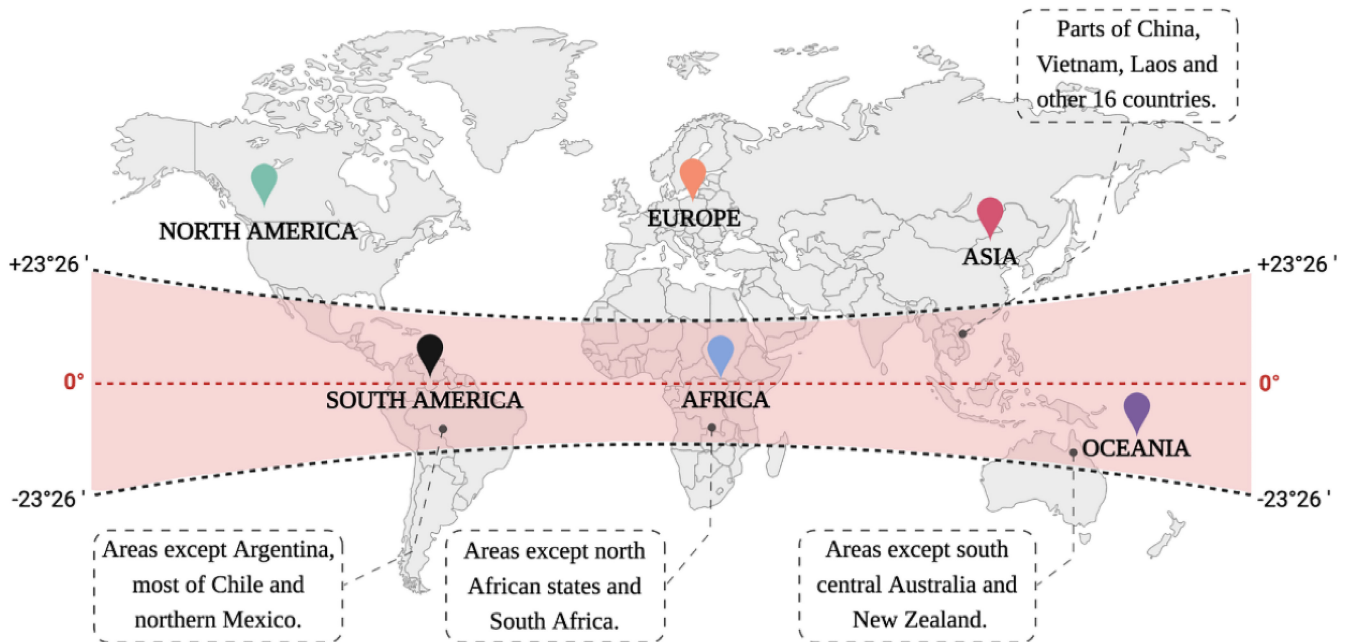 Parts of China,
Vietnam, Laos and
other 16 countries.
NORTH AMERICA
EUROPE
ASIA
+23°26 '
+23°26 '
0°
0°
SOUTH AMERICA
AFRICA
OCEANIA
-23°26 '
-23°26 '
Areas except Argentina,
most of Chile and
northern Mexico.
Areas except north
African states and
South Africa.
Areas except south
central Australia and
New Zealand.